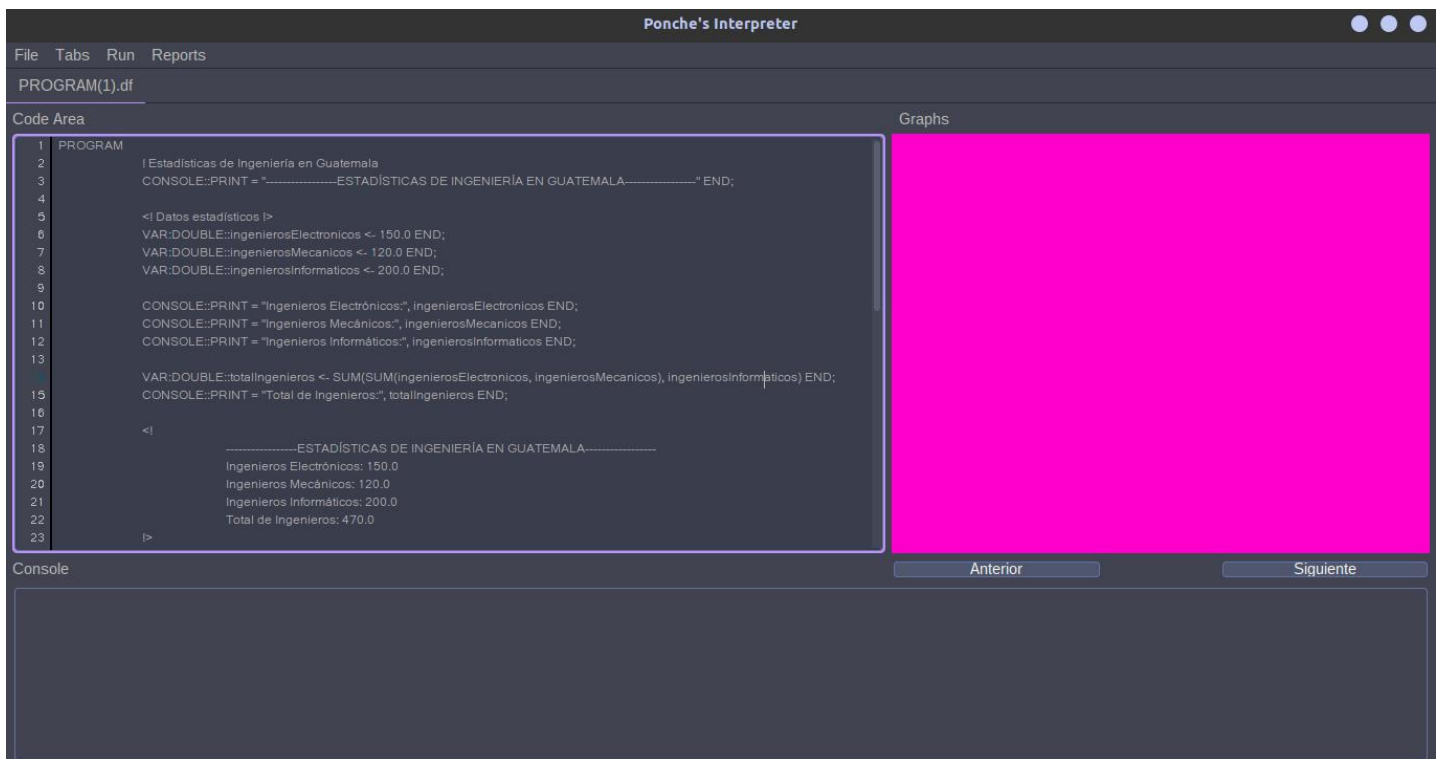 Ponche's Interpreter
File Tabs Run Reports
PROGRAM(1).df
Code Area
Graphs
1 PROGRAM
2 ! Estadísticas de Ingeniería en Guatemala
3 CONSOLE::PRINT = "-----------------ESTADÍSTICAS DE INGENIERÍA EN GUATEMALA-----------------" END;
4
5 <! Datos estadísticos !>
6 VAR:DOUBLE::ingenierosElectronicos <- 150.0 END;
7 VAR:DOUBLE::ingenierosMecanicos <- 120.0 END;
8 VAR:DOUBLE::ingenierosInformaticos <- 200.0 END;
9
10 CONSOLE::PRINT = "Ingenieros Electrónicos:", ingenierosElectronicos END;
11 CONSOLE::PRINT = "Ingenieros Mecánicos:", ingenierosMecanicos END;
12 CONSOLE::PRINT = "Ingenieros Informáticos:", ingenierosInformaticos END;
13
VAR:DOUBLE::totalIngenieros <- SUM(SUM(ingenierosElectronicos, ingenierosMecanicos), ingenierosInformaticos) END;
15 CONSOLE::PRINT = "Total de Ingenieros:", totalIngenieros END;
16
17 <!
18 -----------------ESTADÍSTICAS DE INGENIERÍA EN GUATEMALA-----------------
19 Ingenieros Electrónicos: 150.0
20 Ingenieros Mecánicos: 120.0
21 Ingenieros Informáticos: 200.0
22 Total de Ingenieros: 470.0
23 !>
Console
Anterior
Siguiente